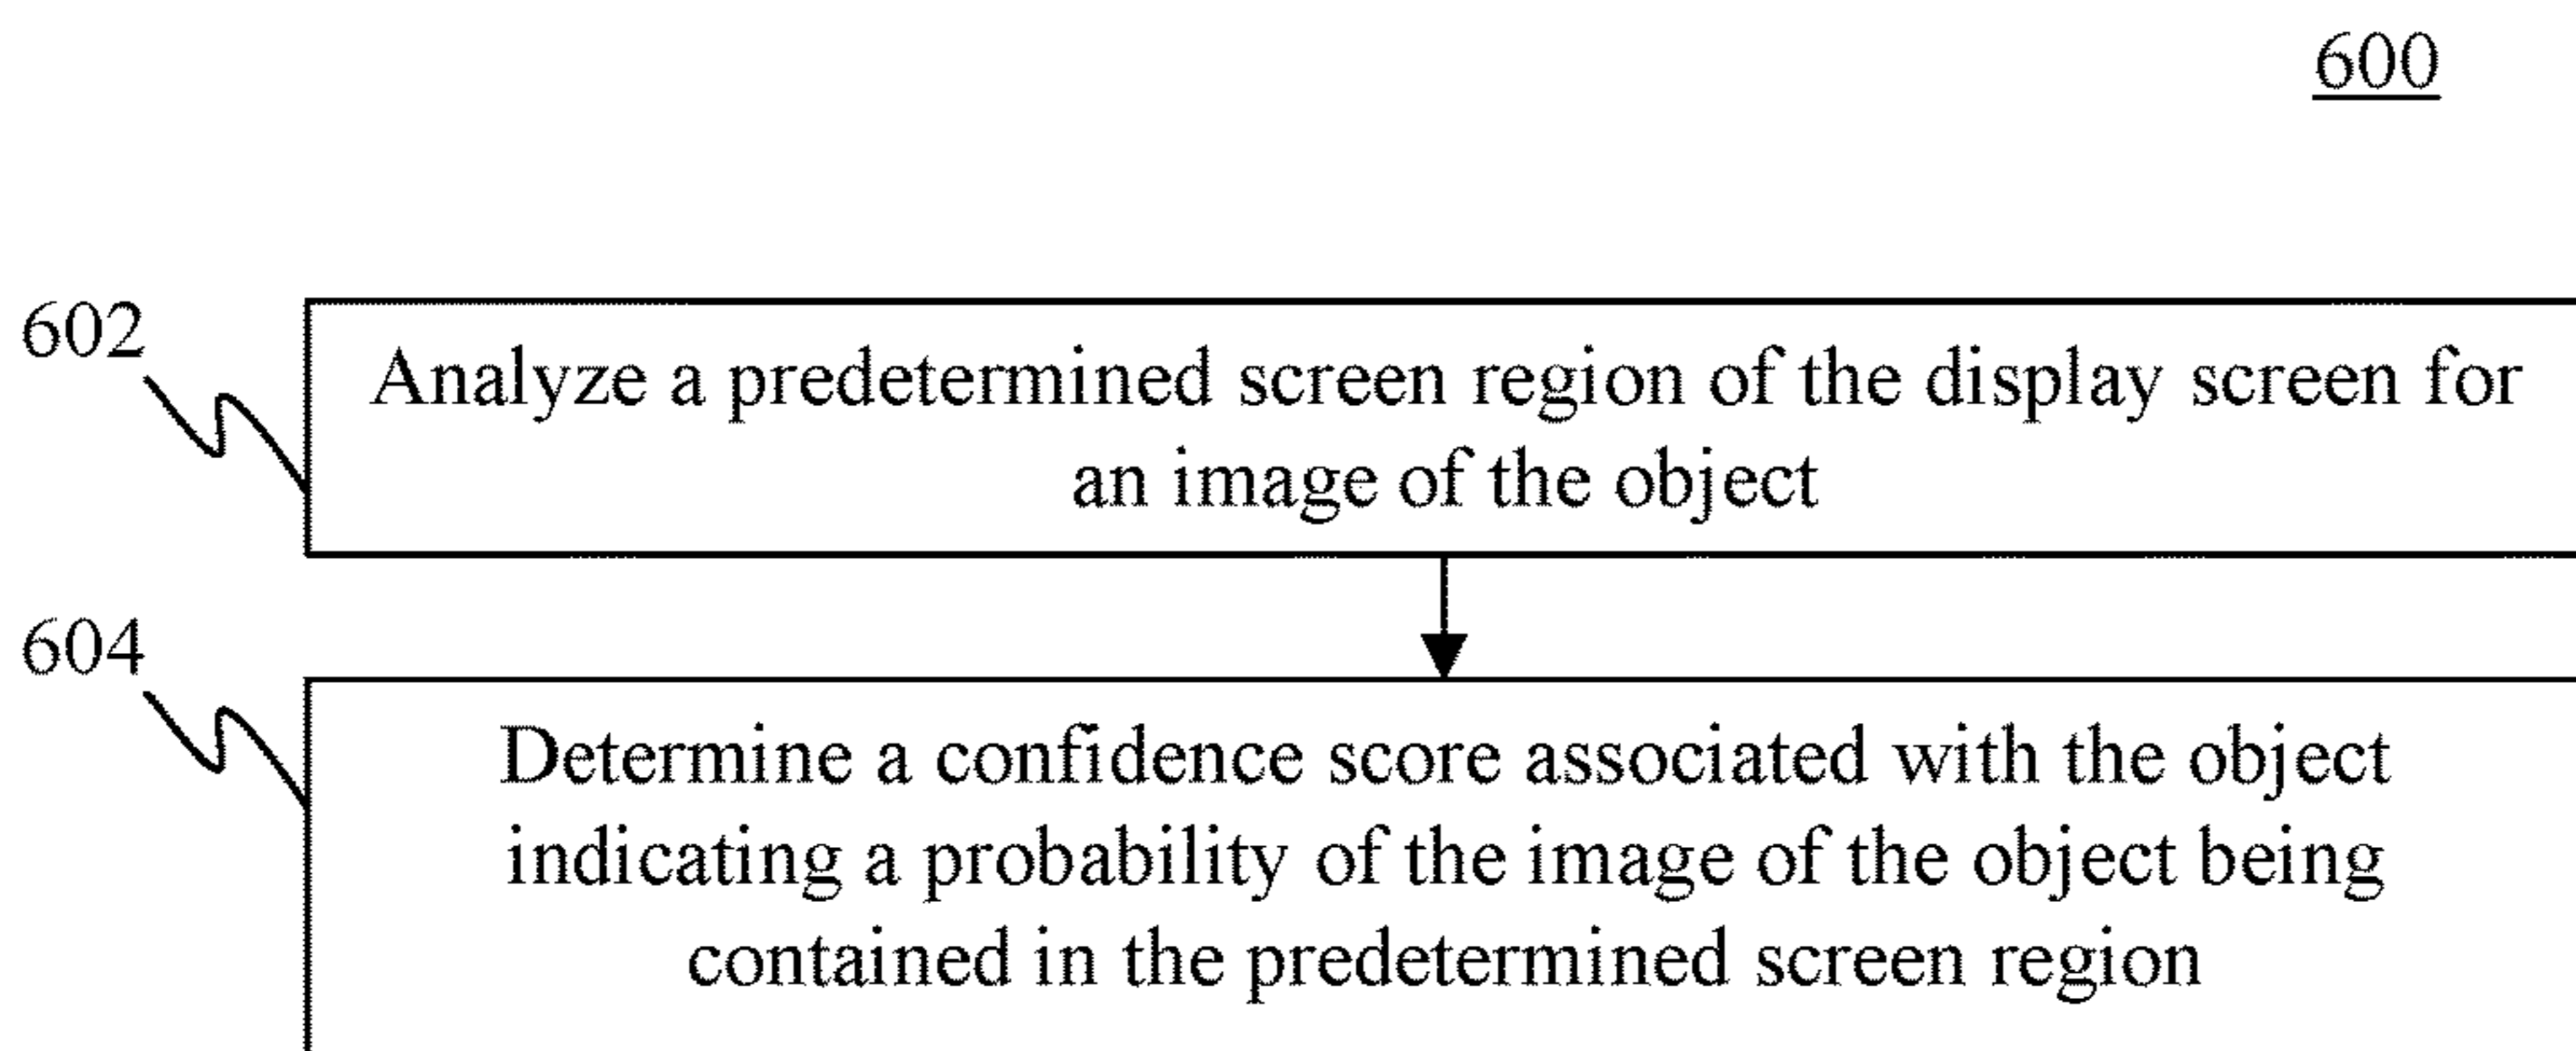 600
602
Analyze a predetermined screen region of the display screen for
an image of the object
604
Determine a confidence score associated with the object
indicating a probability of the image of the object being
contained in the predetermined screen region